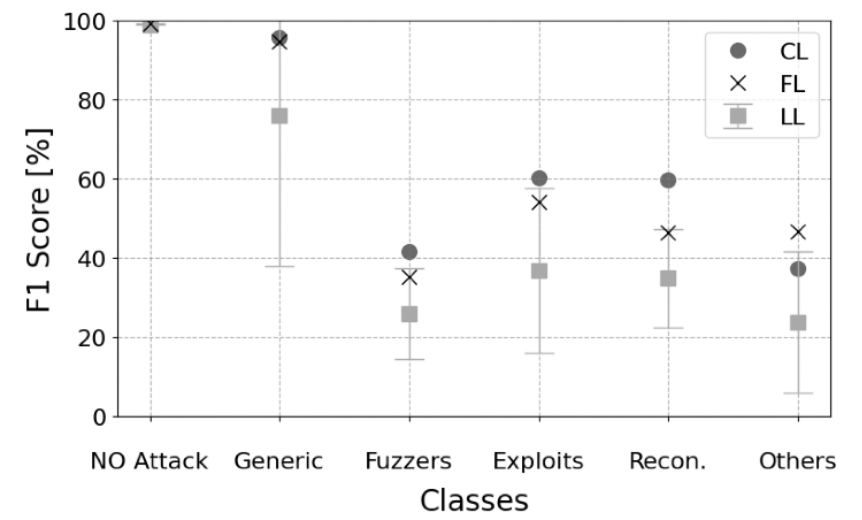 100
80
60
40
20
0
F1 Score [%]
CL
FL
LL
NO Attack Generic Fuzzers Exploits Recon. Others
Classes